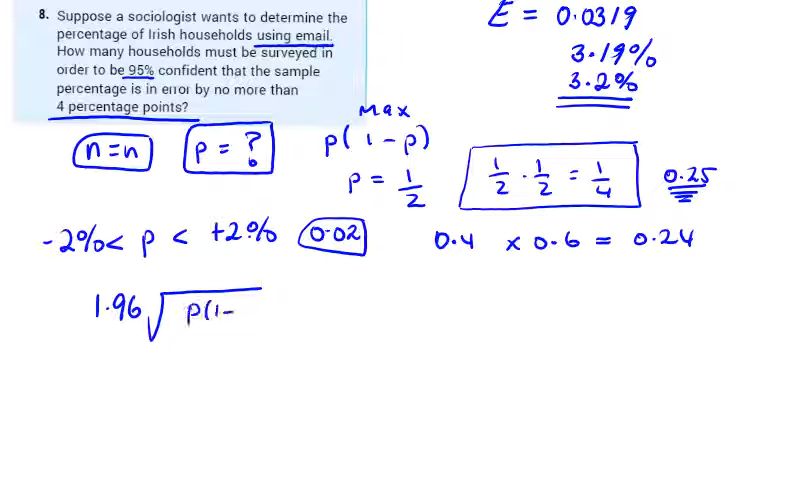 8. Suppose a sociologist wants to determine the
percentage of Irish households using email.
How many households must be surveyed in
order to be 95% confident that the sample
percentage is in error by no more than
4 percentage points?
E = 0.0319
3.19%
3.2%
n = n
p = ?
max
p(1-p)
p = 1/2
1/2 · 1/2 = 1/4
0.25
-2% < p < +2%
0.02
0.4 x 0.6 = 0.24
1.96 √ p(1-